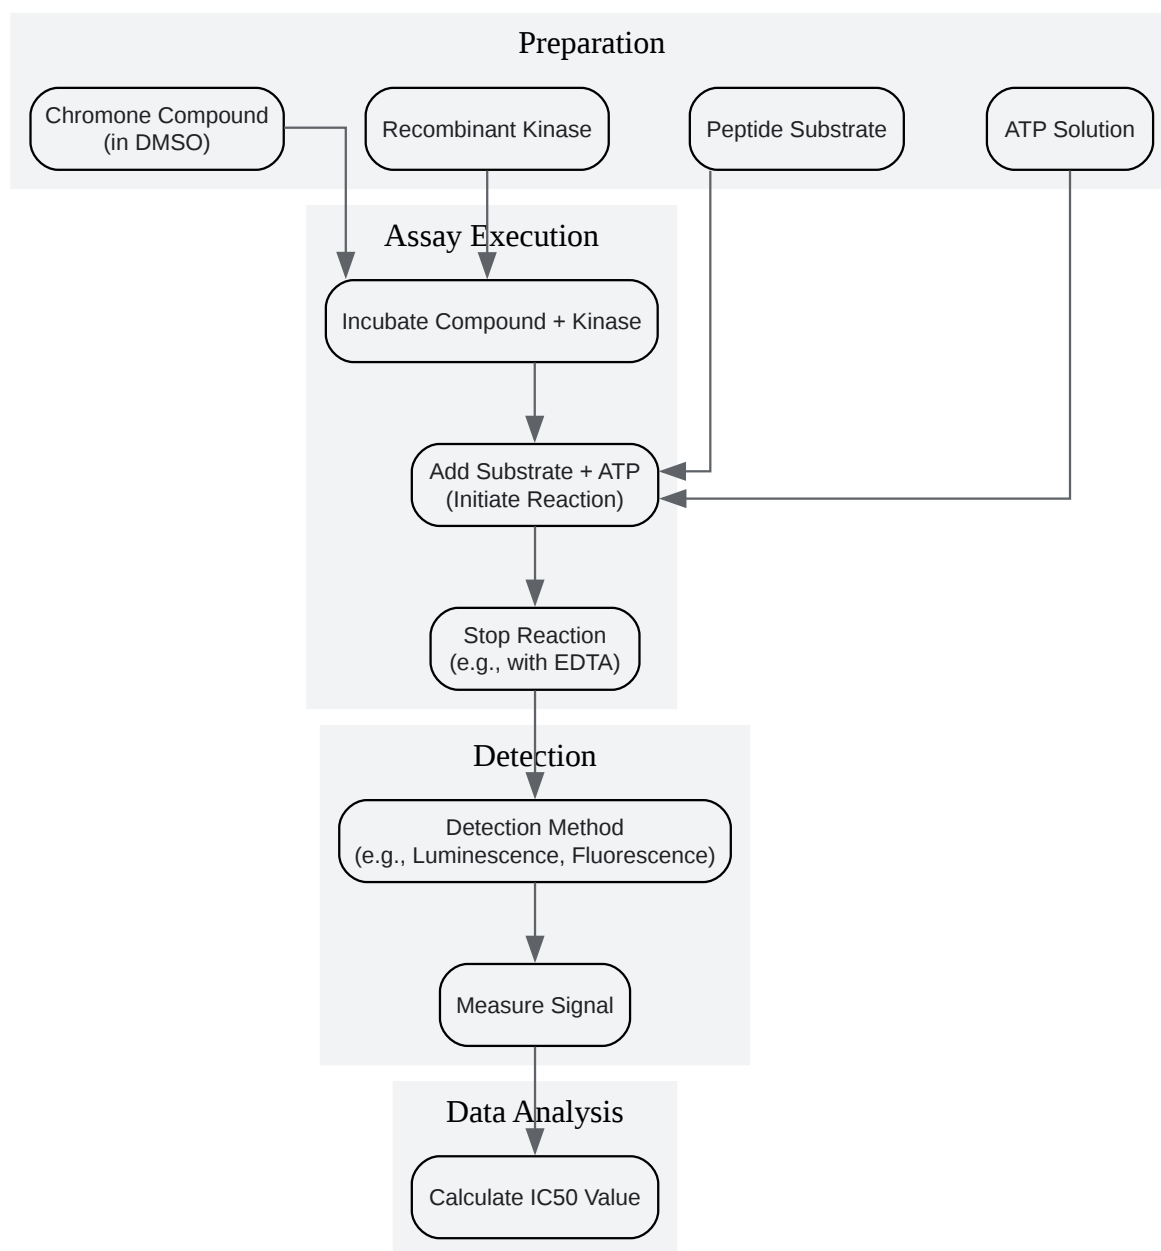 Preparation
Chromone Compound
(in DMSO)
Recombinant Kinase
Peptide Substrate
ATP Solution
Assay Execution
Incubate Compound + Kinase
Add Substrate + ATP
(Initiate Reaction)
Stop Reaction
(e.g., with EDTA)
Detection
Detection Method
(e.g., Luminescence, Fluorescence)
Measure Signal
Data Analysis
Calculate IC50 Value